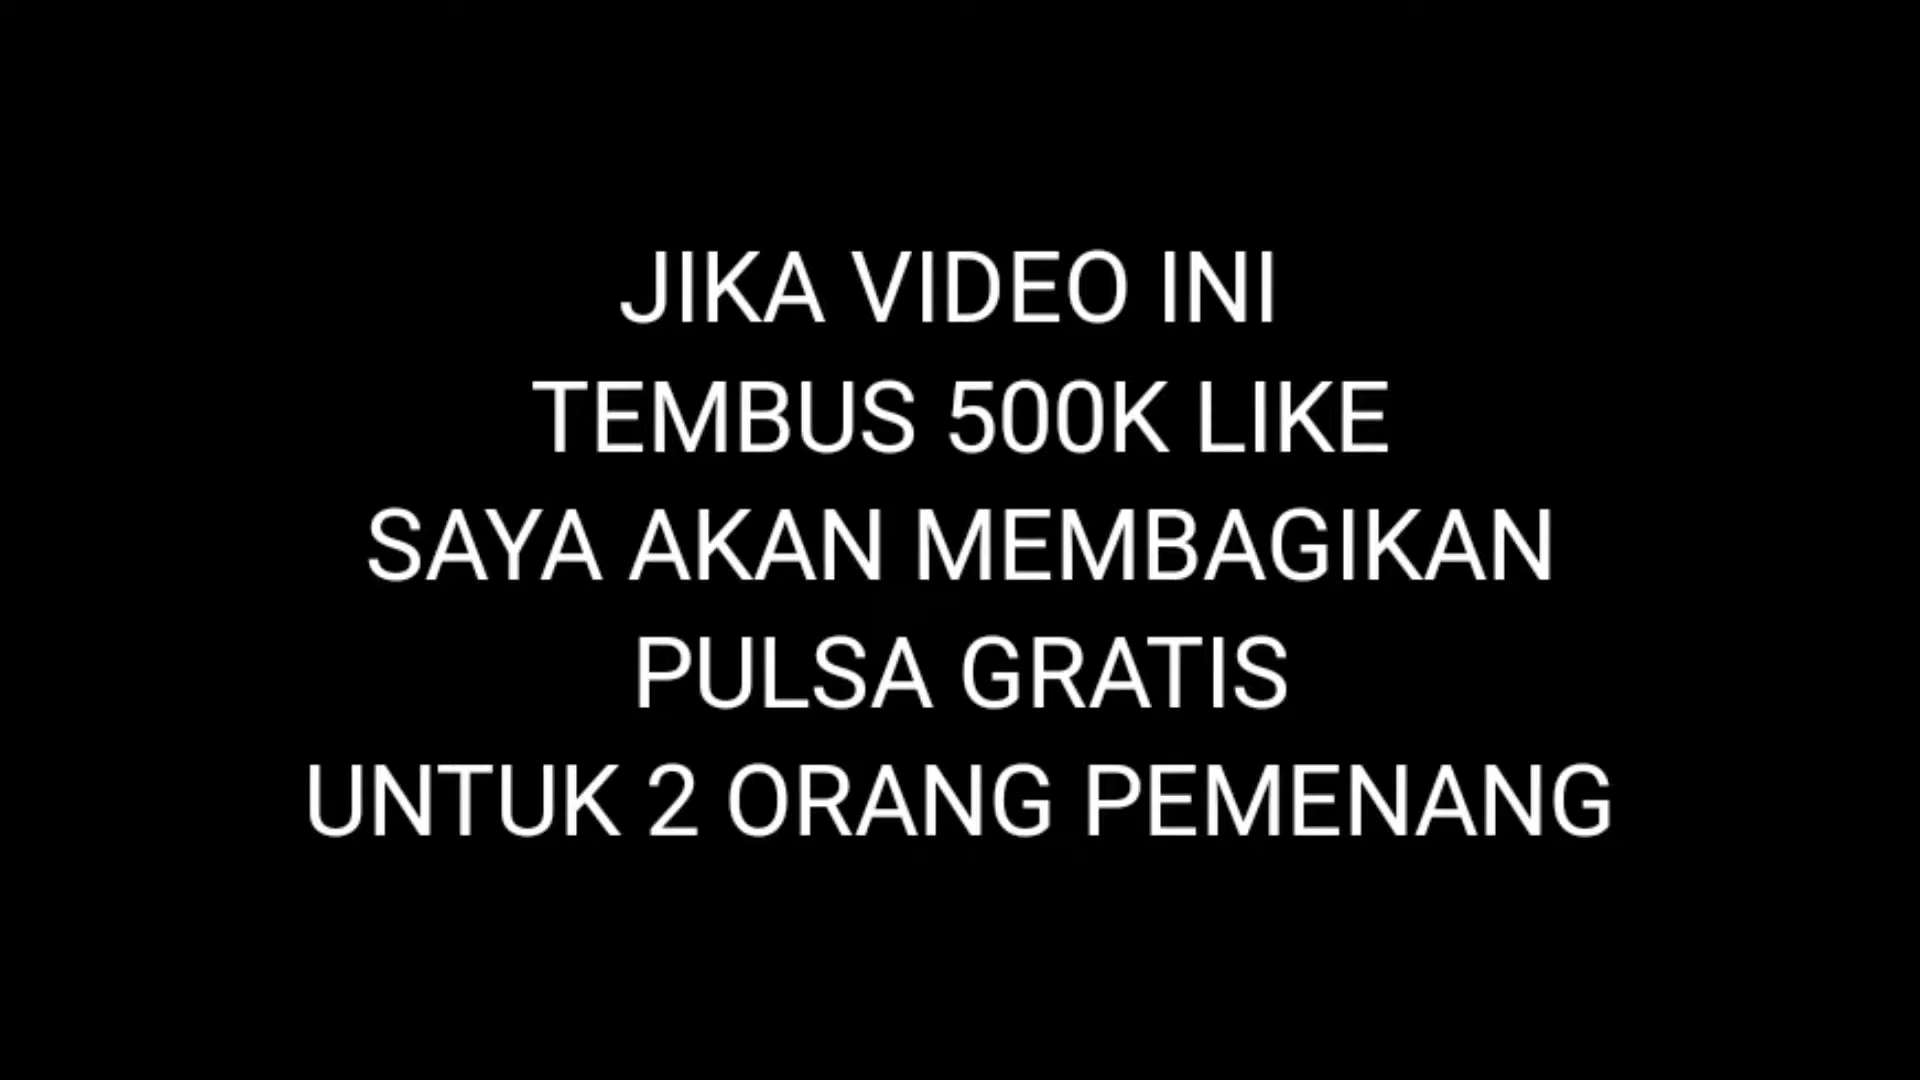 JIKA VIDEO INI
TEMBUS 500K LIKE
SAYA AKAN MEMBAGIKAN
PULSA GRATIS
UNTUK 2 ORANG PEMENANG